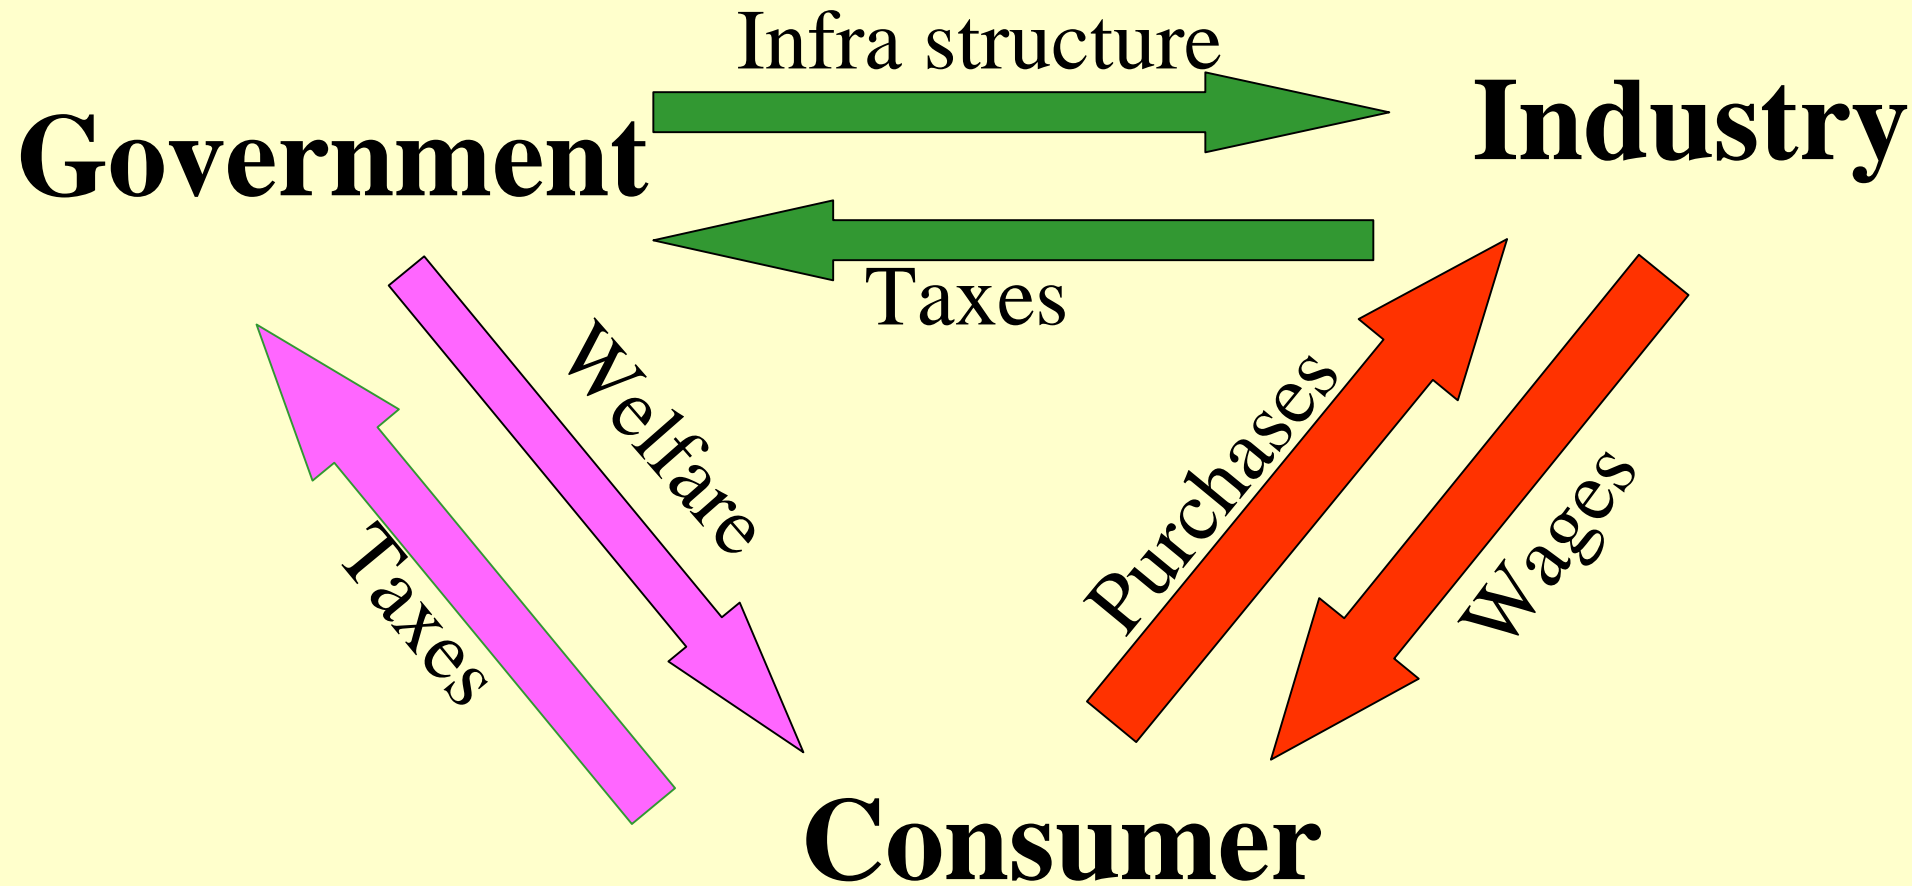 Infra structure
Government
Industry
Taxes
Welfare
Purchases
Wages
Taxes
Consumer